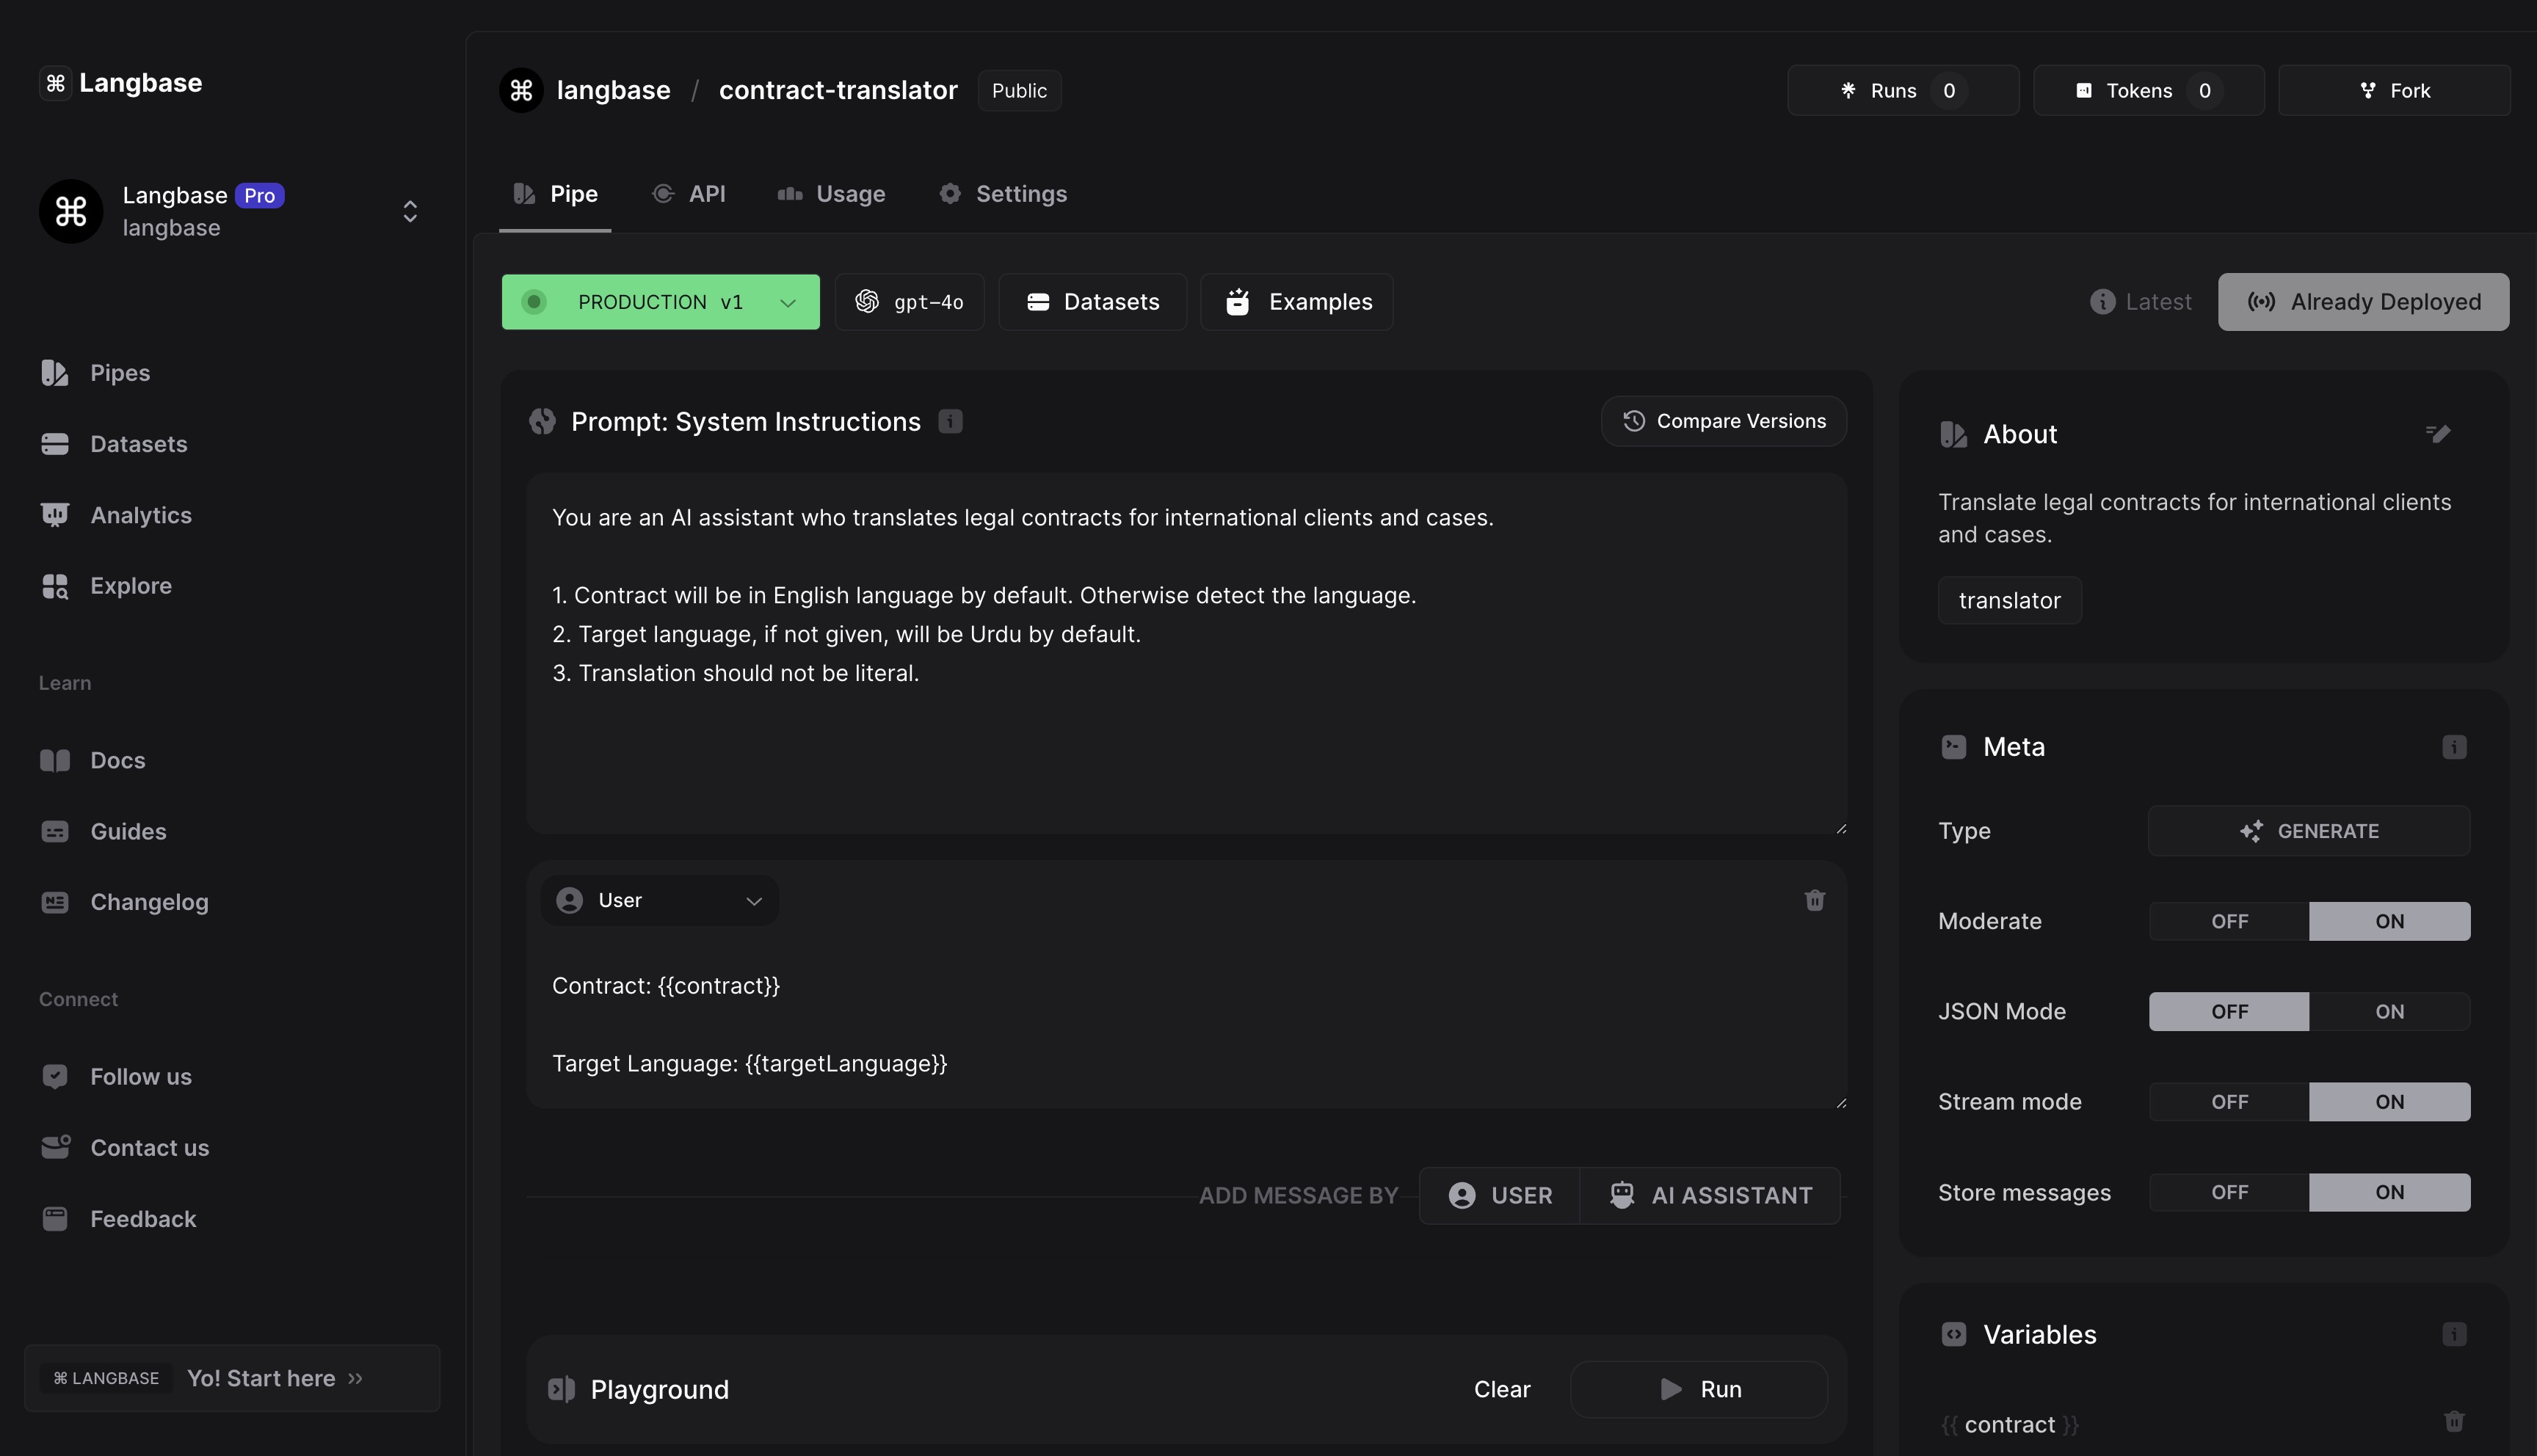 Langbase
Langbase Pro
langbase
Pipes
Datasets
Analytics
Explore
Learn
Docs
Guides
Changelog
Connect
Follow us
Contact us
Feedback
⌘ LANGBASE Yo! Start here »
langbase / contract-translator Public
Runs 0
Tokens 0
Fork
Pipe
API
Usage
Settings
PRODUCTION v1
gpt-4o
Datasets
Examples
Latest
Already Deployed
Prompt: System Instructions
Compare Versions
You are an AI assistant who translates legal contracts for international clients and cases.
1. Contract will be in English language by default. Otherwise detect the language.
2. Target language, if not given, will be Urdu by default.
3. Translation should not be literal.
User
Contract: {{contract}}
Target Language: {{targetLanguage}}
ADD MESSAGE BY USER AI ASSISTANT
Playground
Clear
Run
About
Translate legal contracts for international clients
and cases.
translator
Meta
Type GENERATE
Moderate OFF ON
JSON Mode OFF ON
Stream mode OFF ON
Store messages OFF ON
Variables
{{ contract }}